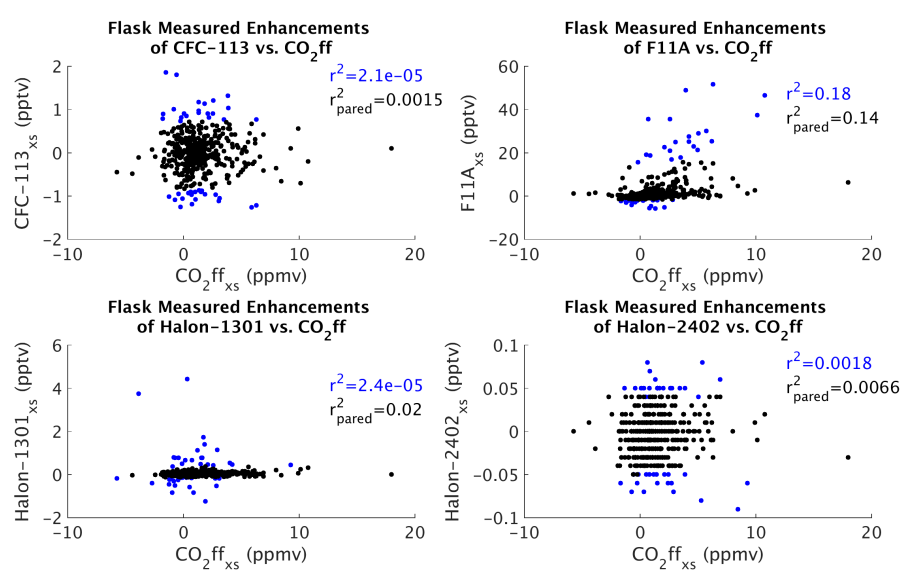 Flask Measured Enhancements
of CFC-113 vs. CO2ff
r2=2.1e-05
r2pared=0.0015
CFC-113xs (pptv)
2
1
0
-1
-2
-10
0
10
20
CO2ffxs (ppmv)
Flask Measured Enhancements
of F11A vs. CO2ff
r2=0.18
r2pared=0.14
F11Axs (pptv)
60
40
20
0
-20
-10
0
10
20
CO2ffxs (ppmv)
Flask Measured Enhancements
of Halon-1301 vs. CO2ff
r2=2.4e-05
r2pared=0.02
Halon-1301xs (pptv)
6
4
2
0
-2
-10
0
10
20
CO2ffxs (ppmv)
Flask Measured Enhancements
of Halon-2402 vs. CO2ff
r2=0.0018
r2pared=0.0066
Halon-2402xs (pptv)
0.1
0.05
0
-0.05
-0.1
-10
0
10
20
CO2ffxs (ppmv)